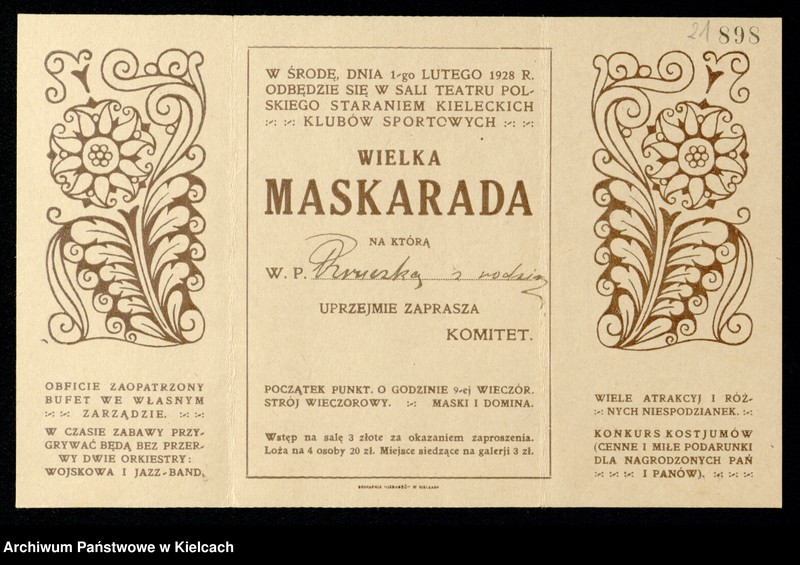 21 898
W ŚRODĘ, DNIA 1-go LUTEGO 1928 R.
ODBĘDZIE SIĘ W SALI TEATRU POL-
SKIEGO STARANIEM KIELECKICH
KLUBÓW SPORTOWYCH
WIELKA
MASKARADA
NA KTÓRĄ
W. P. z rodziną
UPRZEJMIE ZAPRASZA
KOMITET.
POCZĄTEK PUNKT. O GODZINIE 9-ej WIECZÓR.
STRÓJ WIECZOROWY. MASKI I DOMINA.
Wstęp na salę 3 złote za okazaniem zaproszenia.
Loża na 4 osoby 20 zł. Miejsce siedzące na galerji 3 zł.
OBFICIE ZAOPATRZONY
BUFET WE WŁASNYM
ZARZĄDZIE.
W CZASIE ZABAWY PRZY-
GRYWAĆ BĘDĄ BEZ PRZER-
WY DWIE ORKIESTRY:
WOJSKOWA I JAZZ-BAND.
WIELE ATRAKCYJ I RÓŻ-
NYCH NIESPODZIANEK.
KONKURS KOSTJUMÓW
(CENNE I MIŁE PODARUNKI
DLA NAGRODZONYCH PAŃ
I PANÓW).
W KIELCACH
Archiwum Państwowe w Kielcach